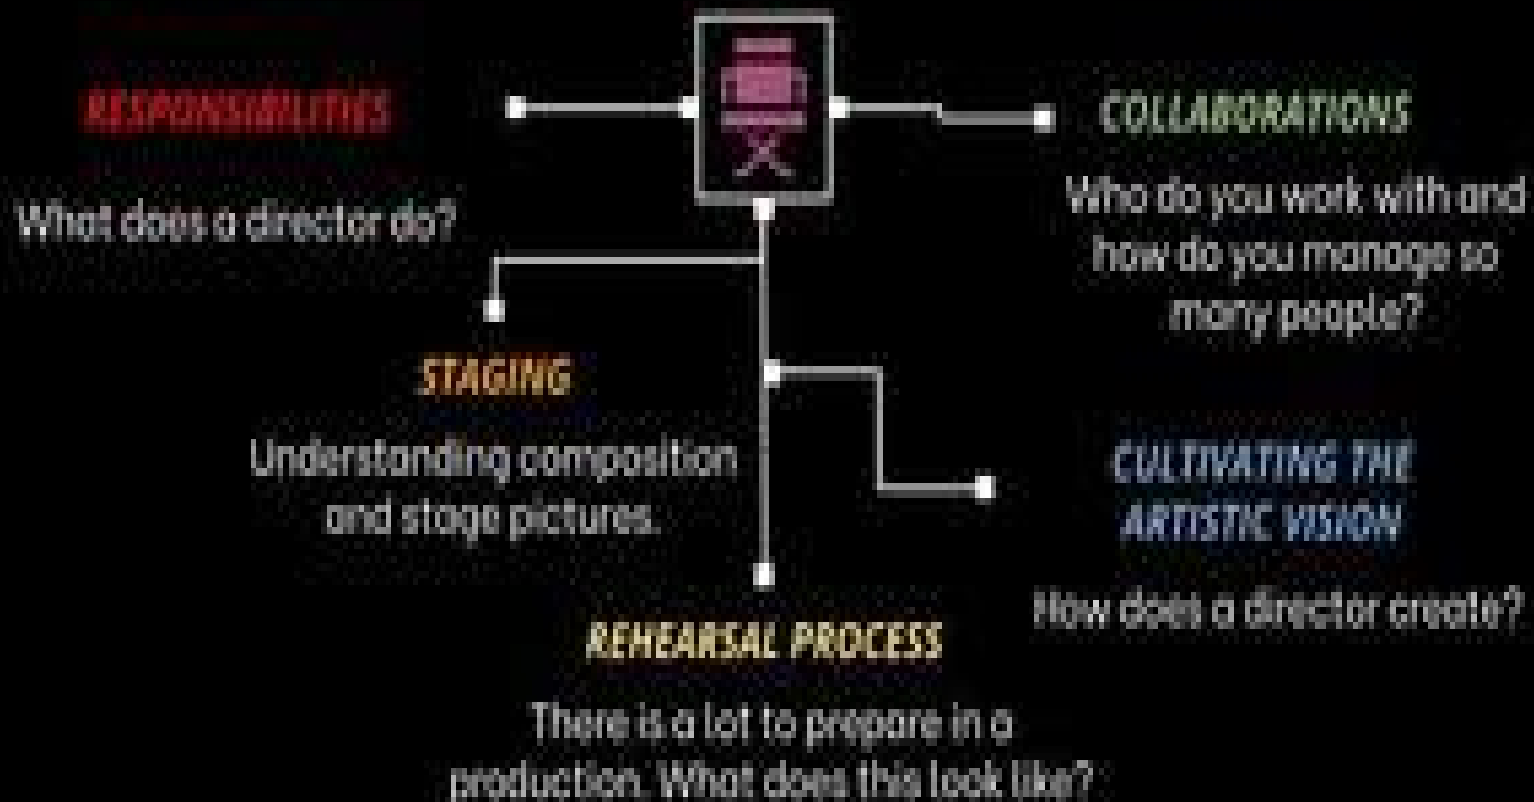 RESPONSIBILITIES
What does a director do?
COLLABORATIONS
Who do you work with and
how do you manage so
many people?
STAGING
Understanding composition
and stage pictures.
CULTIVATING THE
ARTISTIC VISION
How does a director create?
REHEARSAL PROCESS
There is a lot to prepare in a
production. What does this look like?